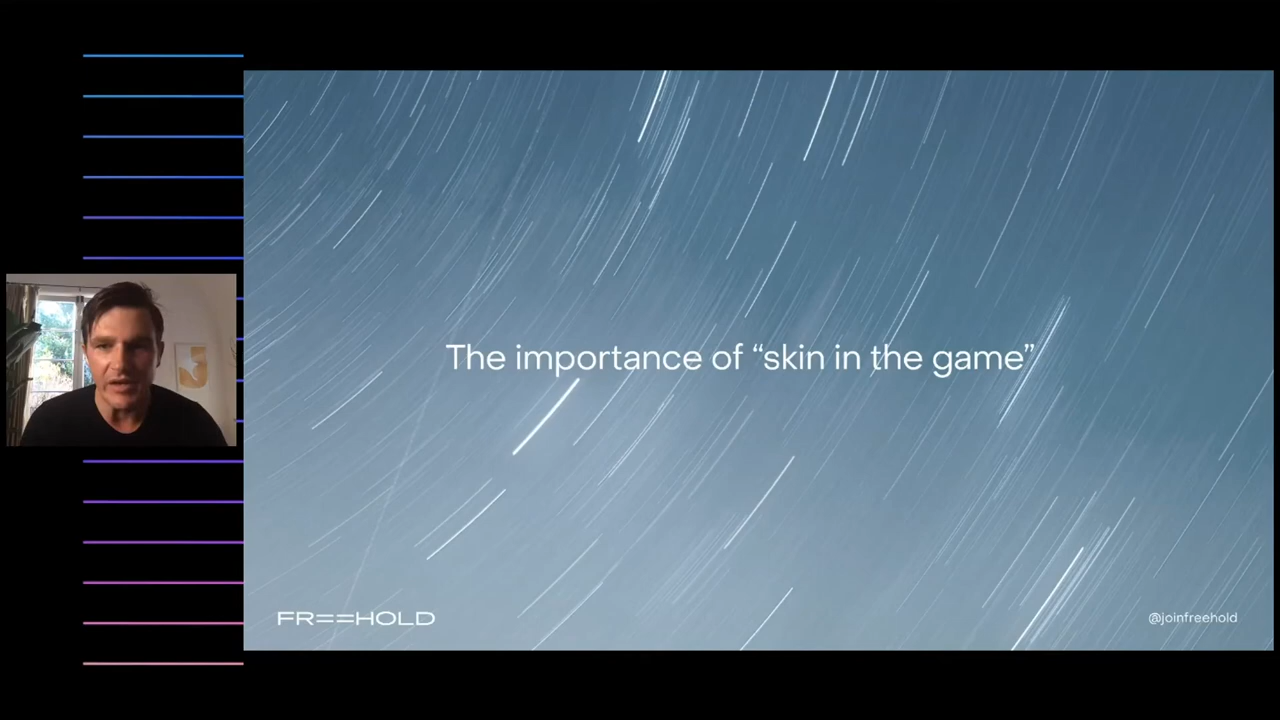 The importance of “skin in the game”
FR==HOLD
@joinfreehold